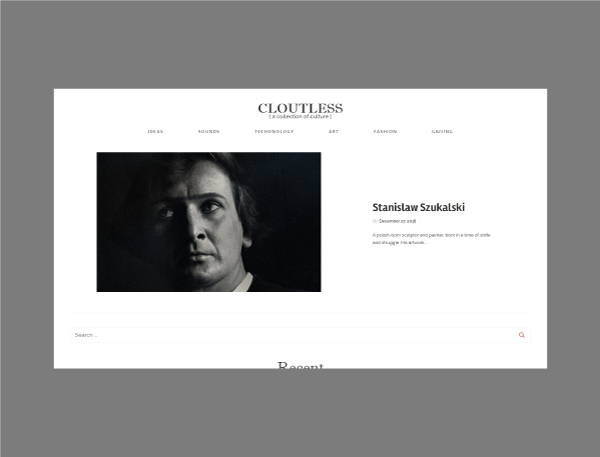 CLOUTLESS
[ a collection of culture ]
IDEAS SOUNDS TECHNOLOGY ART FASHION GAMING
Stanislaw Szukalski
On December 27, 2018
A polish-born sculptor and painter, born in a time of strife
and struggle. His artwork...
Search ...
Recent